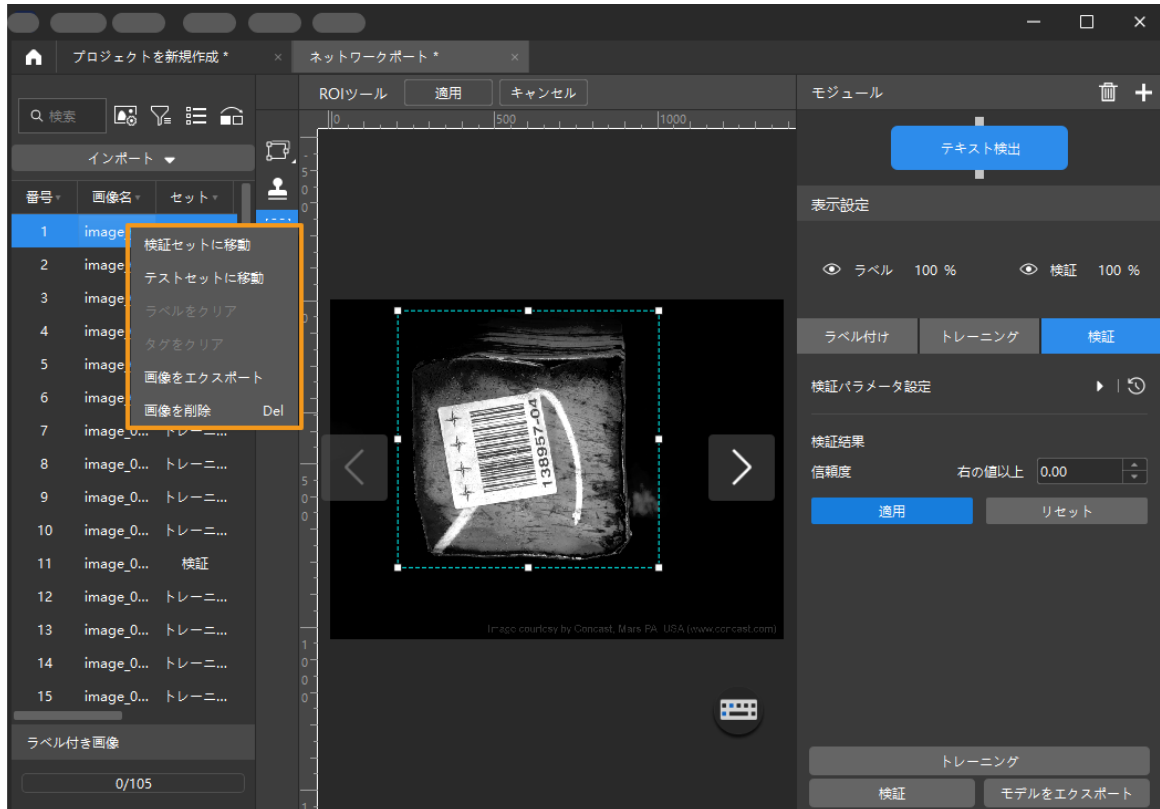 プロジェクトを新規作成 *
ネットワークポート *
検索
インポート
番号 画像名 セット
1 image_
2 image_
3 image_
4 image_
5 image_
6 image_
7 image_0... トレーニ...
8 image_0... トレーニ...
9 image_0... トレーニ...
10 image_0... トレーニ...
11 image_0... 検証
12 image_0... トレーニ...
13 image_0... トレーニ...
14 image_0... トレーニ...
15 image_0... トレーニ...
ラベル付き画像
0/105
検証セットに移動
テストセットに移動
ラベルをクリア
タグをクリア
画像をエクスポート
画像を削除 Del
ROIツール 適用 キャンセル
0 500 1000
500
138957-04
Image courtesy by Concast, Mars PA, USA (www.concast.com)
1000
モジュール
テキスト検出
表示設定
ラベル 100 % 検証 100 %
ラベル付け トレーニング 検証
検証パラメータ設定
検証結果
信頼度 右の値以上 0.00
適用 リセット
トレーニング
検証 モデルをエクスポート